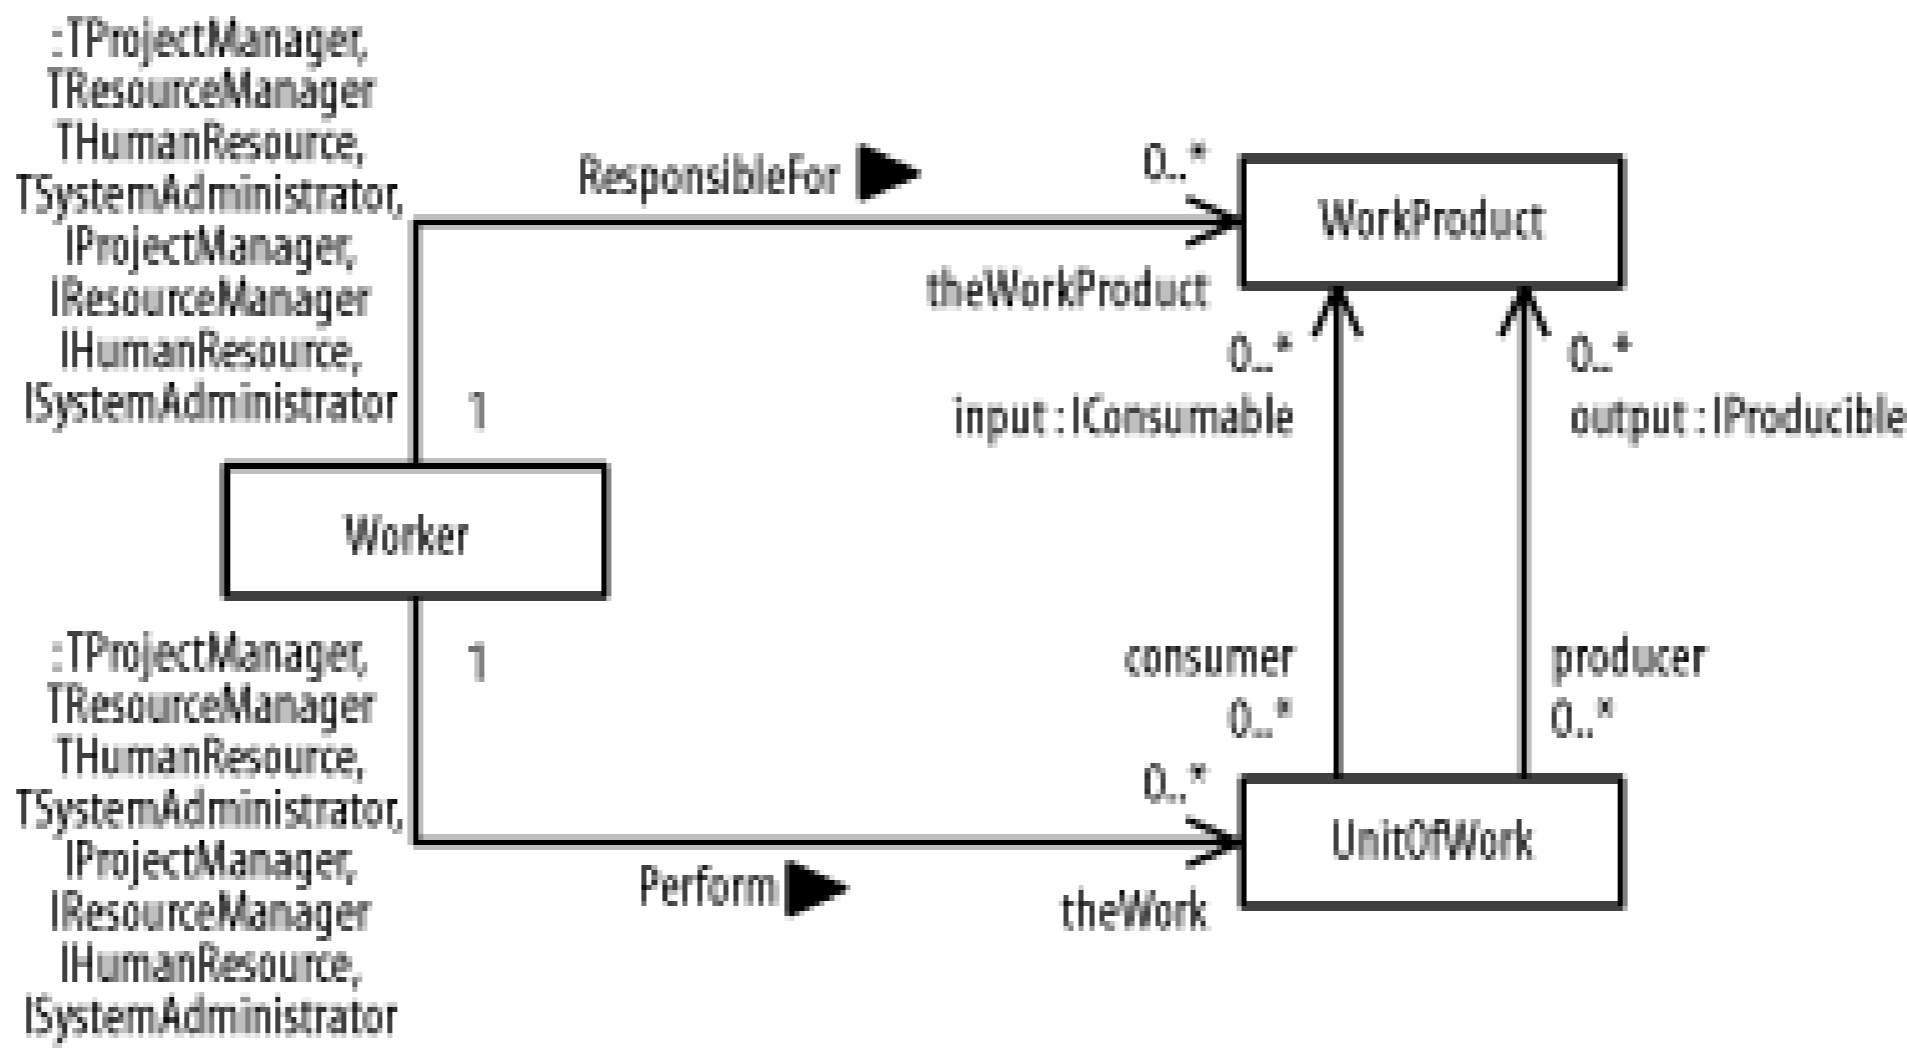 :TProjectManager,
TResourceManager
THumanResource,
TSystemAdministrator,
IProjectManager,
IResourceManager
IHumanResource,
ISystemAdministrator
1
ResponsibleFor
0..*
theWorkProduct
WorkProduct
0..*
input : IConsumable
0..*
output : IProducible
Worker
1
:TProjectManager,
TResourceManager
THumanResource,
TSystemAdministrator,
IProjectManager,
IResourceManager
IHumanResource,
ISystemAdministrator
consumer
0..*
producer
0..*
0..*
Perform
theWork
UnitOfWork